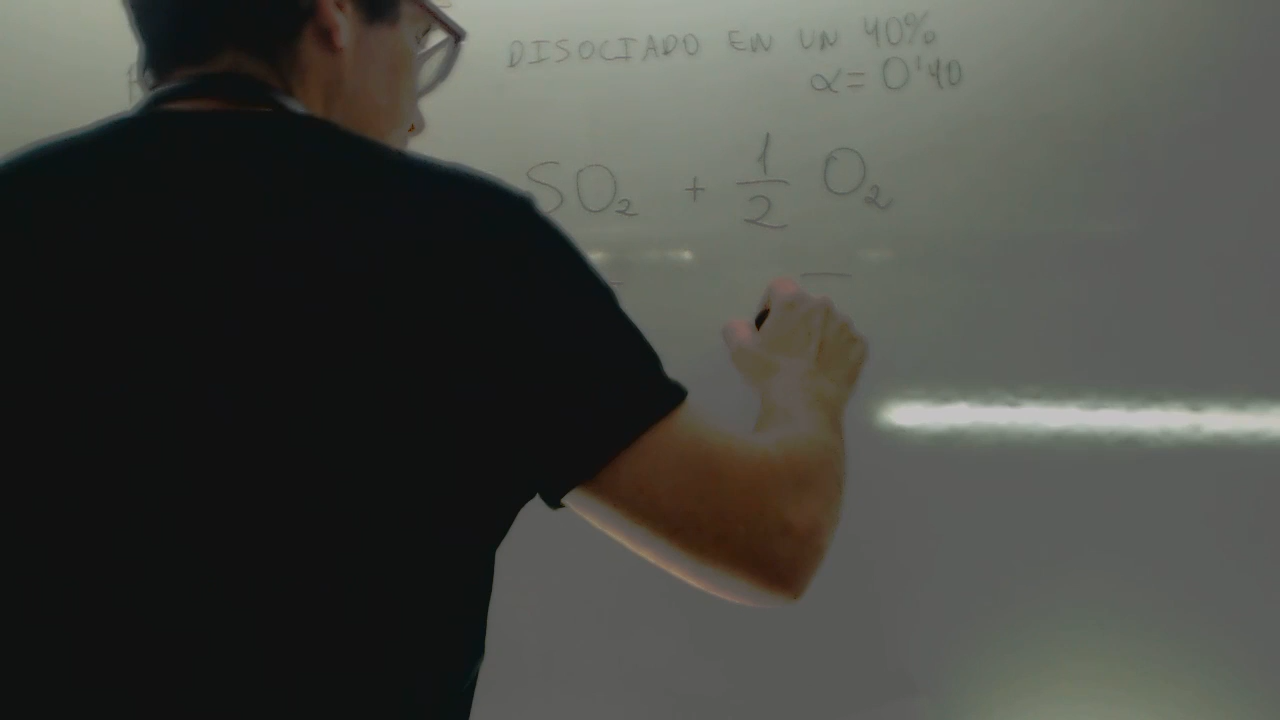 DISOCIADO EN UN 40%
α = 0'40
SO₂ + 1/2 O₂